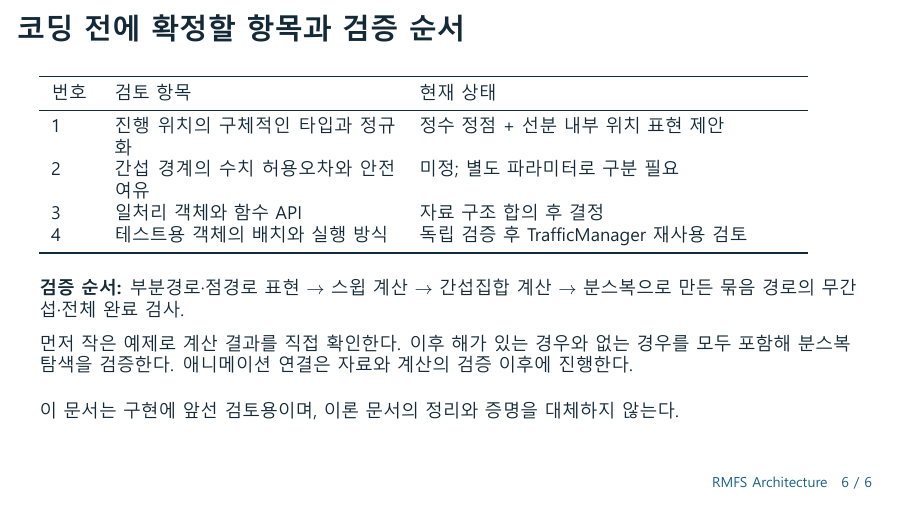 코딩 전에 확정할 항목과 검증 순서
번호 검토 항목 현재 상태
1 진행 위치의 구체적인 타입과 정규 정수 정점 + 선분 내부 위치 표현 제안
화
2 간섭 경계의 수치 허용오차와 안전 미정; 별도 파라미터로 구분 필요
여유
3 일처리 객체와 함수 API 자료 구조 합의 후 결정
4 테스트용 객체의 배치와 실행 방식 독립 검증 후 TrafficManager 재사용 검토
검증 순서: 부분경로·점경로 표현 → 스윕 계산 → 간섭집합 계산 → 분스복으로 만든 묶음 경로의 무간
섭·전체 완료 검사.
먼저 작은 예제로 계산 결과를 직접 확인한다. 이후 해가 있는 경우와 없는 경우를 모두 포함해 분스복
탐색을 검증한다. 애니메이션 연결은 자료와 계산의 검증 이후에 진행한다.
이 문서는 구현에 앞선 검토용이며, 이론 문서의 정리와 증명을 대체하지 않는다.
RMFS Architecture 6 / 6